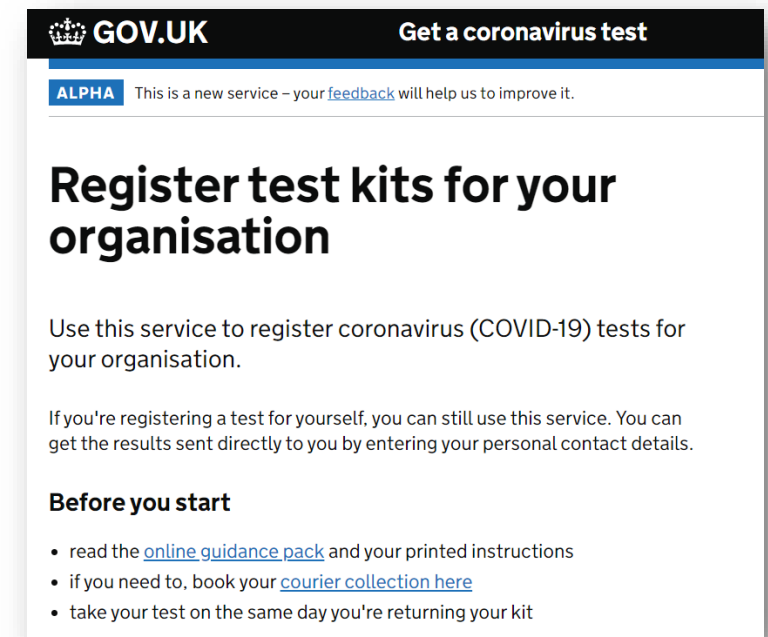 GOV.UK Get a coronavirus test
ALPHA This is a new service – your feedback will help us to improve it.
Register test kits for your
organisation
Use this service to register coronavirus (COVID-19) tests for
your organisation.
If you're registering a test for yourself, you can still use this service. You can
get the results sent directly to you by entering your personal contact details.
Before you start
• read the online guidance pack and your printed instructions
• if you need to, book your courier collection here
• take your test on the same day you're returning your kit